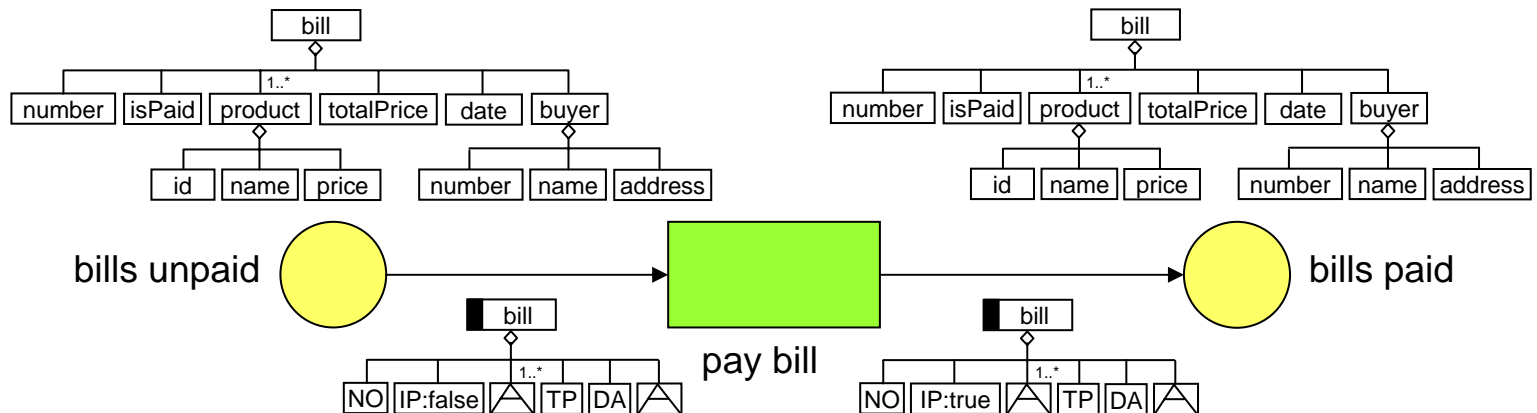 bill
1..*
number isPaid product totalPrice date buyer
id name price number name address
bill
1..*
number isPaid product totalPrice date buyer
id name price number name address
bills unpaid
bills paid
pay bill
bill
1..*
NO IP:false A TP DA A
bill
1..*
NO IP:true A TP DA A